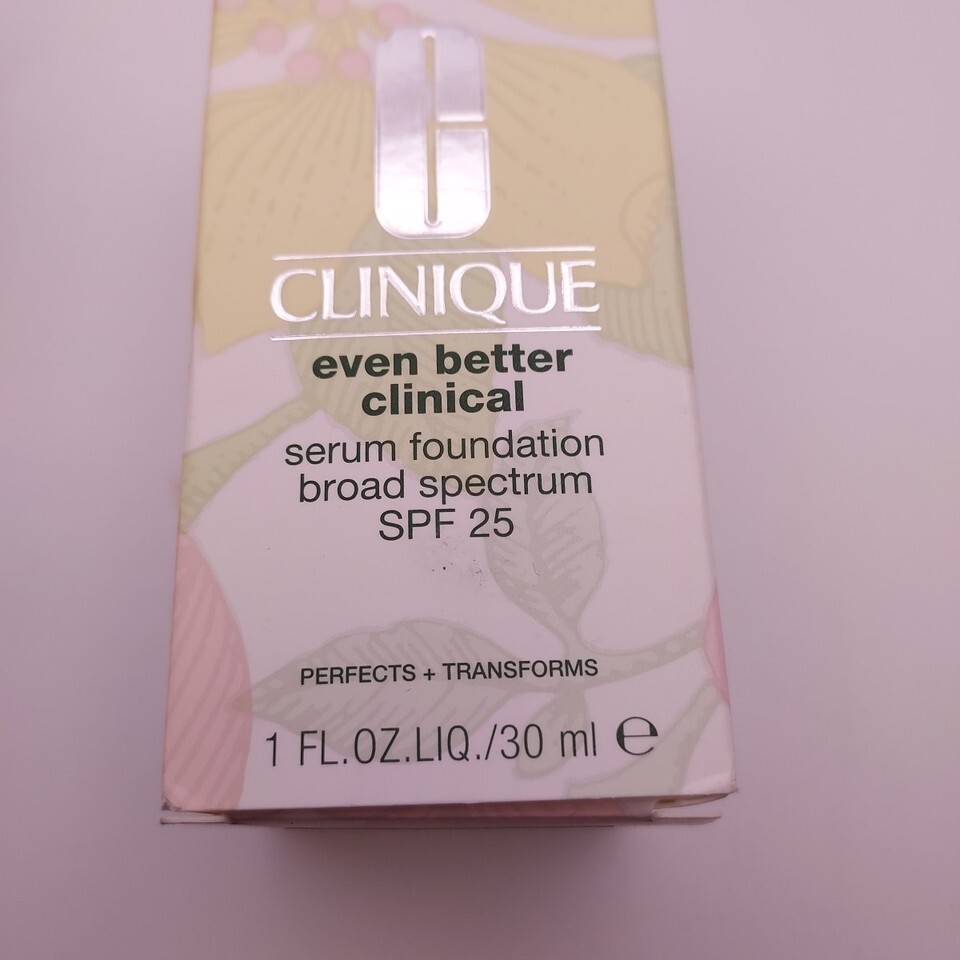 C
CLINIQUE
even better
clinical
serum foundation
broad spectrum
SPF 25
PERFECTS + TRANSFORMS
1 FL.OZ.LIQ./30 ml ℮